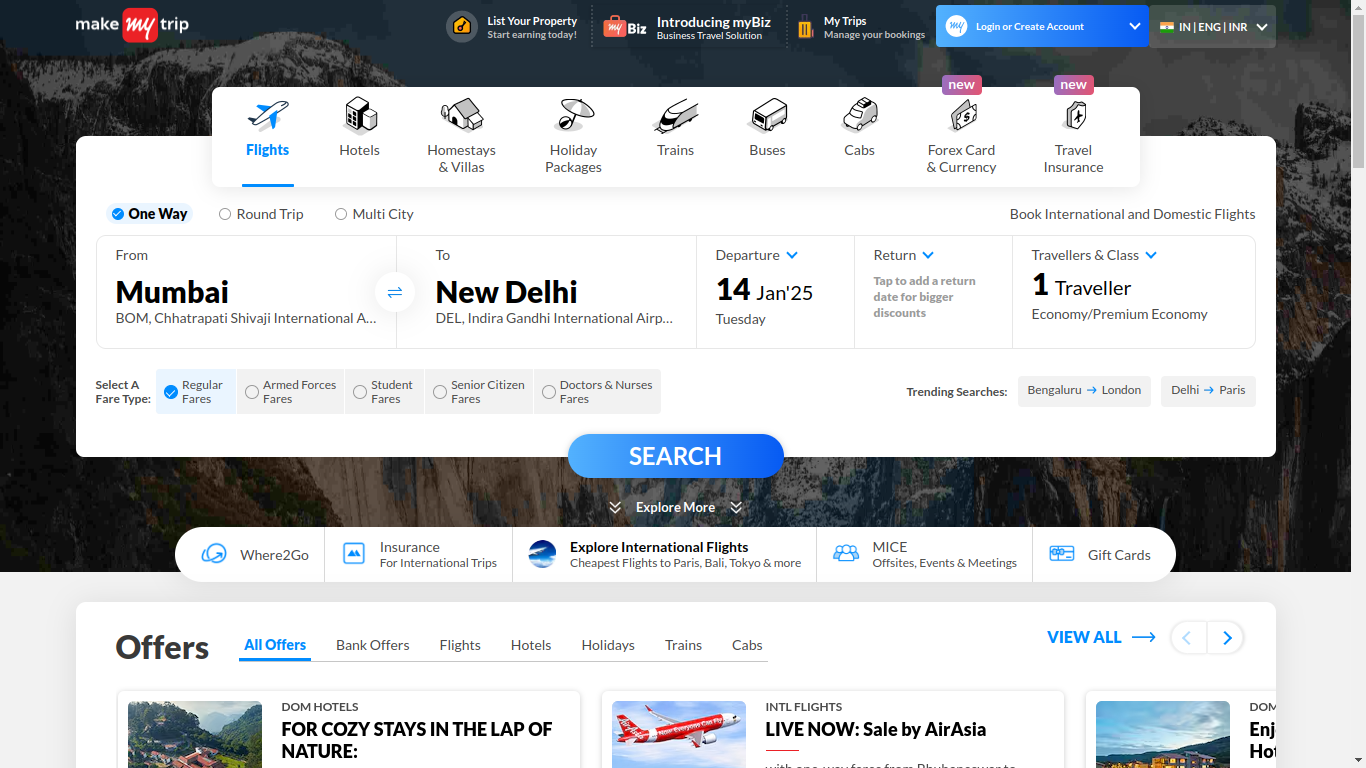 make my trip
List Your Property
Start earning today!
my Biz
Introducing myBiz
Business Travel Solution
My Trips
Manage your bookings
my
Login or Create Account
IN | ENG | INR
new
new
Flights
Hotels
Homestays
& Villas
Holiday
Packages
Trains
Buses
Cabs
Forex Card
& Currency
Travel
Insurance
One Way
Round Trip
Multi City
Book International and Domestic Flights
From
Mumbai
BOM, Chhatrapati Shivaji International A...
To
New Delhi
DEL, Indira Gandhi International Airp...
Departure
14 Jan'25
Tuesday
Return
Tap to add a return
date for bigger
discounts
Travellers & Class
1 Traveller
Economy/Premium Economy
Select A
Fare Type:
Regular
Fares
Armed Forces
Fares
Student
Fares
Senior Citizen
Fares
Doctors & Nurses
Fares
Trending Searches:
Bengaluru → London
Delhi → Paris
SEARCH
Explore More
Where2Go
Insurance
For International Trips
Explore International Flights
Cheapest Flights to Paris, Bali, Tokyo & more
MICE
Offsites, Events & Meetings
Gift Cards
Offers
All Offers
Bank Offers
Flights
Hotels
Holidays
Trains
Cabs
VIEW ALL
DOM HOTELS
FOR COZY STAYS IN THE LAP OF
NATURE:
Now Everyone Can Fly
INTL FLIGHTS
LIVE NOW: Sale by AirAsia
with one-way fares from Bhubaneswar to
DOM
Enj
Hot